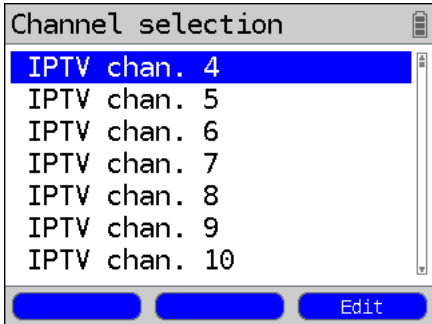 Channel selection
IPTV chan. 4
IPTV chan. 5
IPTV chan. 6
IPTV chan. 7
IPTV chan. 8
IPTV chan. 9
IPTV chan. 10
Edit